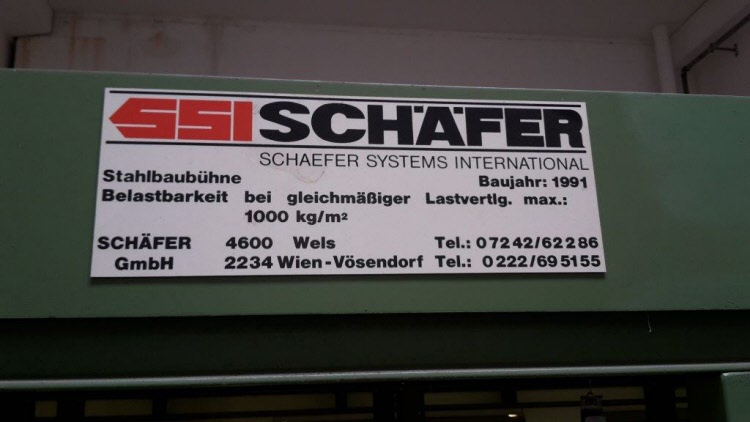 SSI SCHÄFER
SCHAEFER SYSTEMS INTERNATIONAL
Stahlbaubühne Baujahr: 1991
Belastbarkeit bei gleichmäßiger Lastvertlg. max.:
1000 kg/m²
SCHÄFER 4600 Wels Tel.: 07242/62286
GmbH 2234 Wien-Vösendorf Tel.: 0222/695155